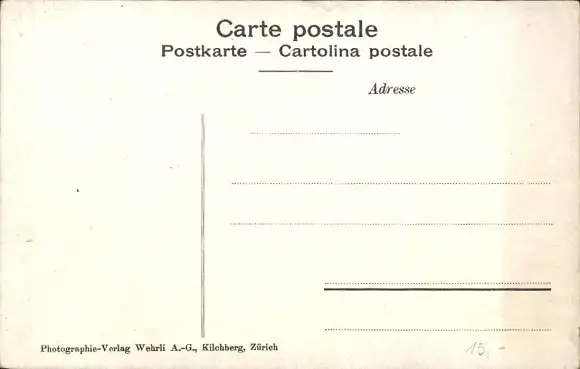 Carte postale
Postkarte — Cartolina postale
Adresse
Photographie-Verlag Wehrli A.-G., Kilchberg, Zürich
15,-